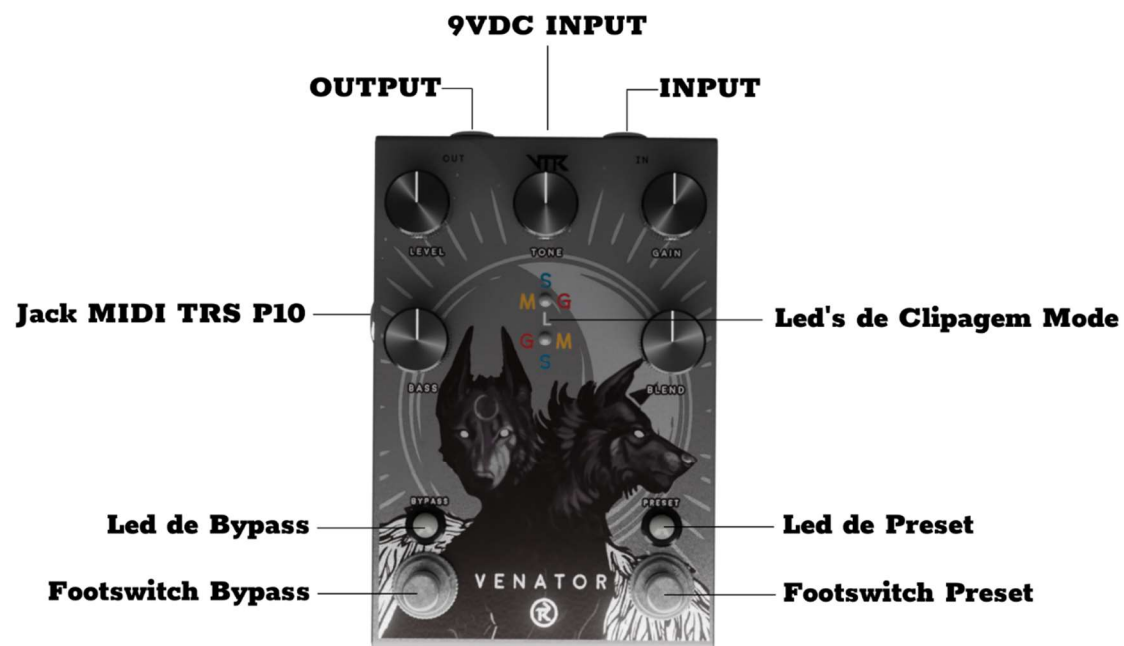 9VDC INPUT
OUTPUT
INPUT
OUT
VTR
IN
LEVEL
TONE
GAIN
S
M G
L
G M
S
Jack MIDI TRS P10
Led's de Clipagem Mode
BASS
BLEND
BYPASS
PRESET
Led de Bypass
Led de Preset
VENATOR
R
Footswitch Bypass
Footswitch Preset